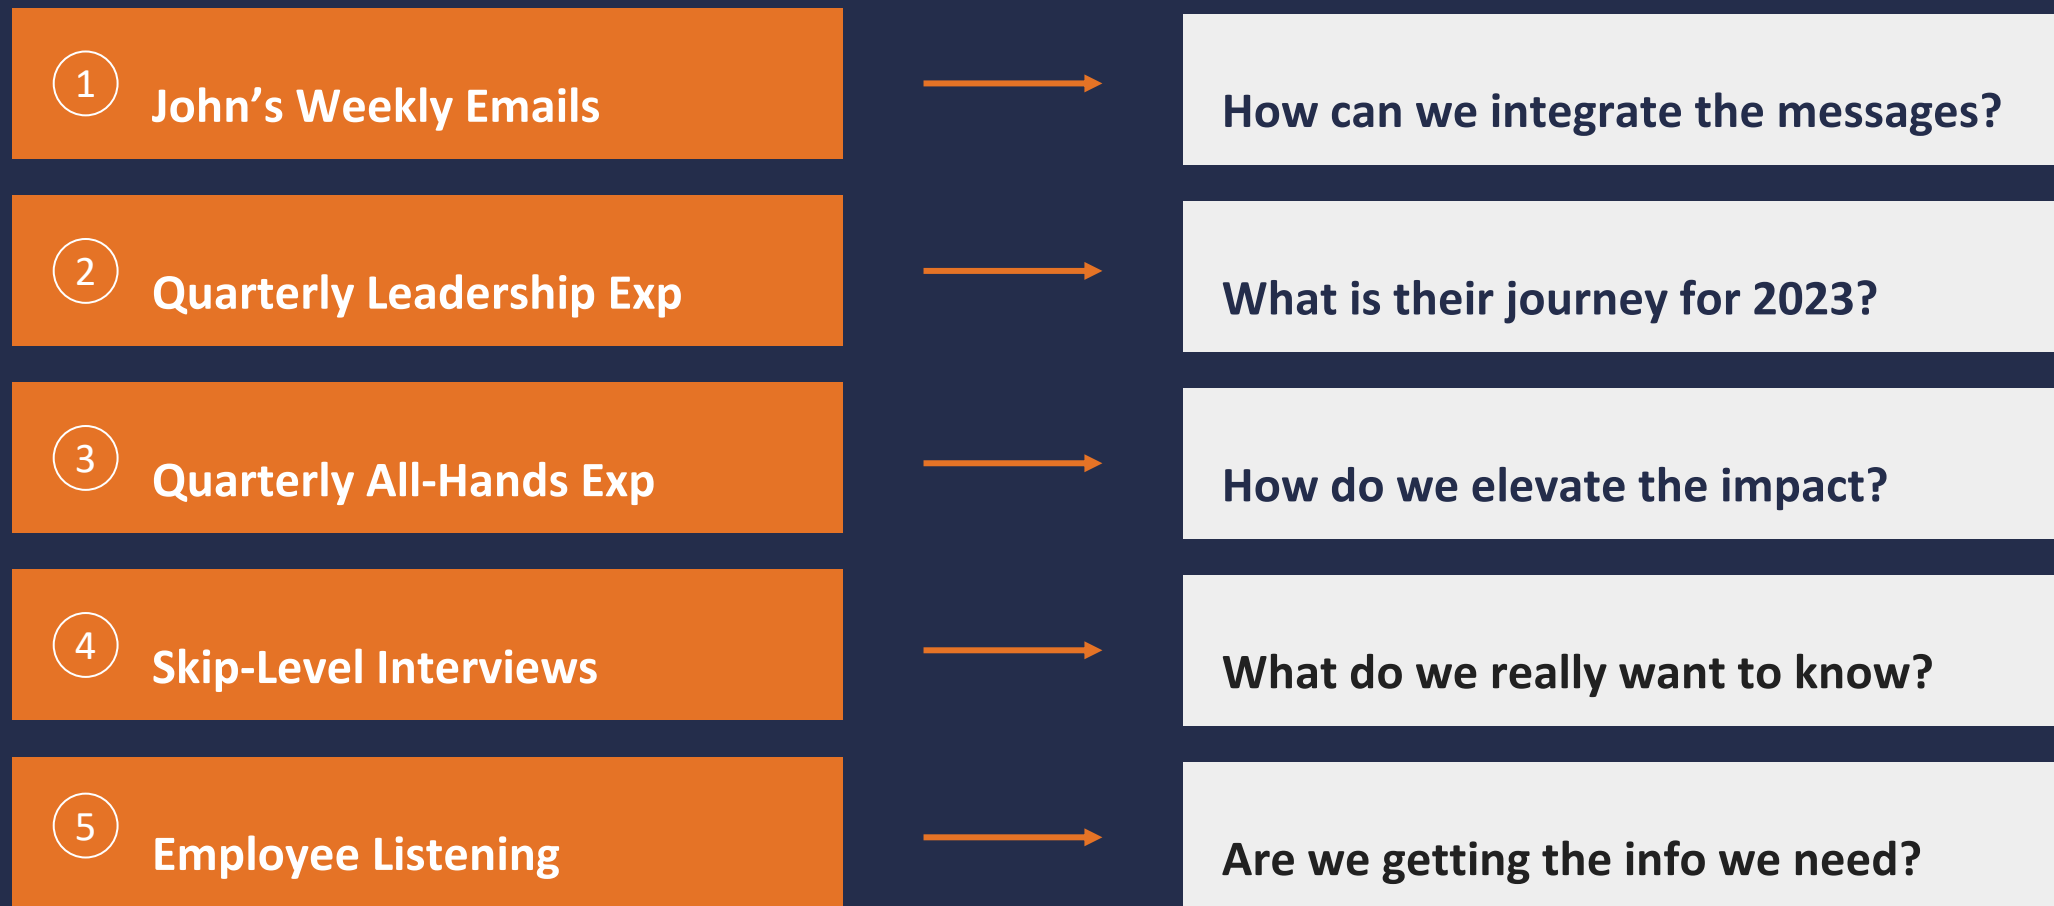 1
John’s Weekly Emails
How can we integrate the messages?
2
Quarterly Leadership Exp
What is their journey for 2023?
3
Quarterly All-Hands Exp
How do we elevate the impact?
4
Skip-Level Interviews
What do we really want to know?
5
Employee Listening
Are we getting the info we need?